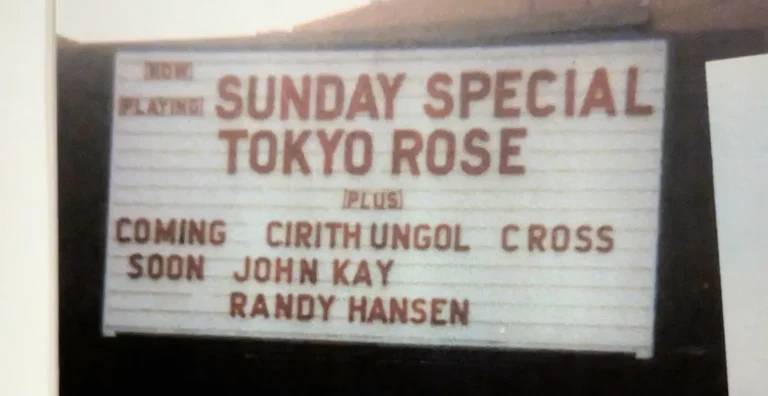 NOW
PLAYING SUNDAY SPECIAL
TOKYO ROSE
PLUS
COMING CIRITH UNGOL CROSS
SOON JOHN KAY
RANDY HANSEN